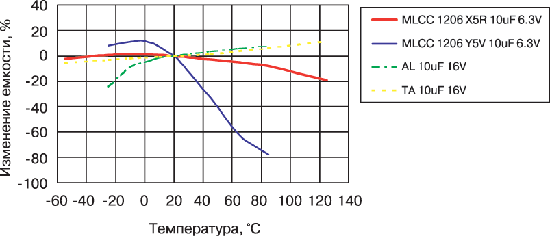 Изменение емкости, %
40
20
0
-20
-40
-60
-80
-100
-60 -40 -20 0 20 40 60 80 100 120 140
Температура, °С
MLCC 1206 X5R 10uF 6.3V
MLCC 1206 Y5V 10uF 6.3V
AL 10uF 16V
TA 10uF 16V